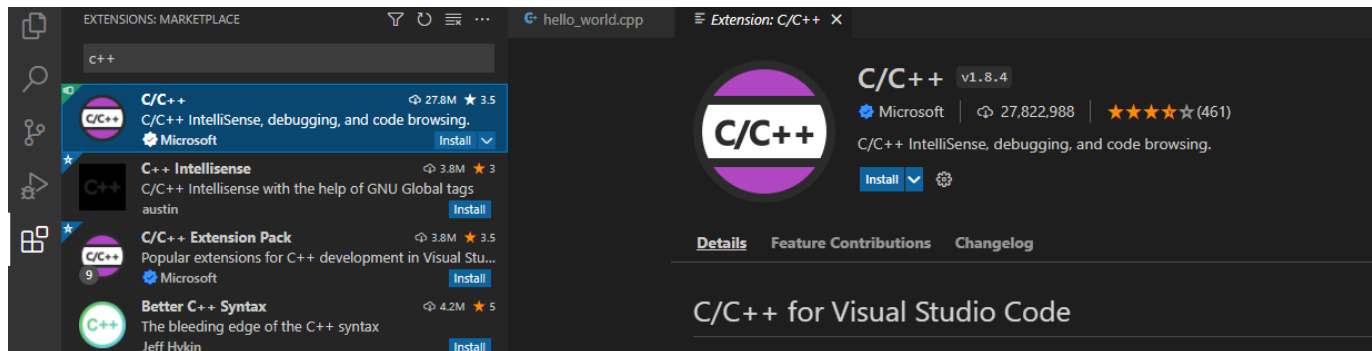 EXTENSIONS: MARKETPLACE
c++
C/C++ 27.8M 3.5
C/C++ IntelliSense, debugging, and code browsing.
Microsoft Install
C++ Intellisense 3.8M 3
C/C++ Intellisense with the help of GNU Global tags
austin Install
C/C++ Extension Pack 3.8M 3.5
Popular extensions for C++ development in Visual Stu...
Microsoft Install
Better C++ Syntax 4.2M 5
The bleeding edge of the C++ syntax
Jeff Hykin Install
C/C++
C++
C/C++
9
C++
hello_world.cpp Extension: C/C++
C/C++
C/C++ v1.8.4
Microsoft 27,822,988 (461)
C/C++ IntelliSense, debugging, and code browsing.
Install
Details Feature Contributions Changelog
C/C++ for Visual Studio Code